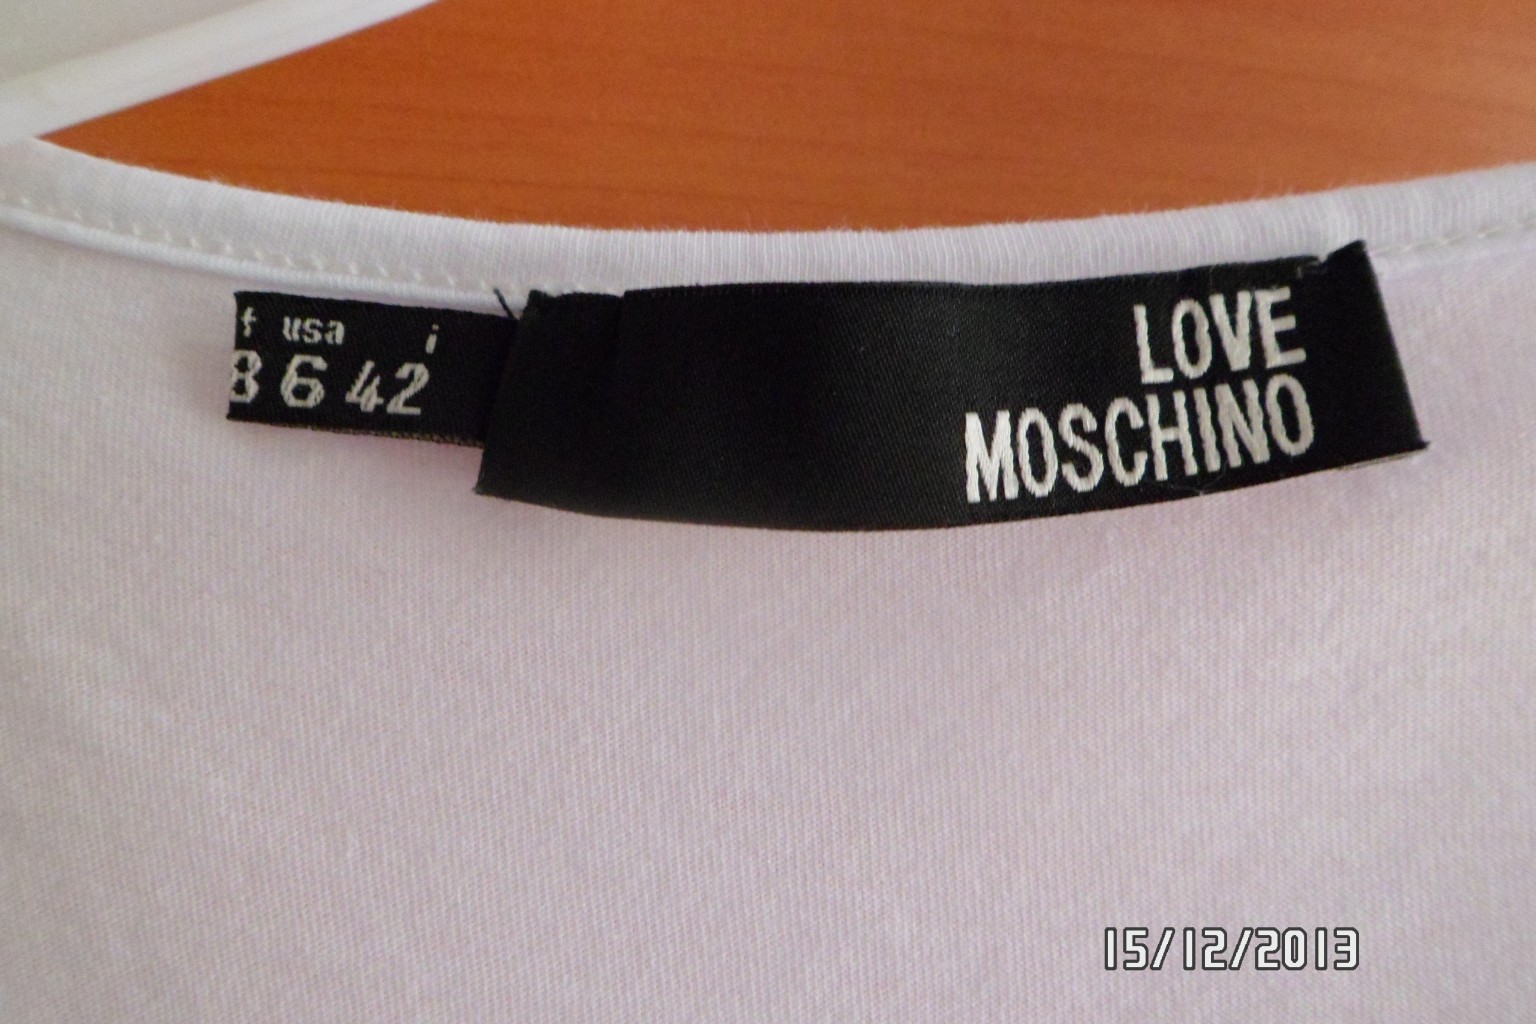 f usa i
8 6 42
LOVE
MOSCHINO
15/12/2013